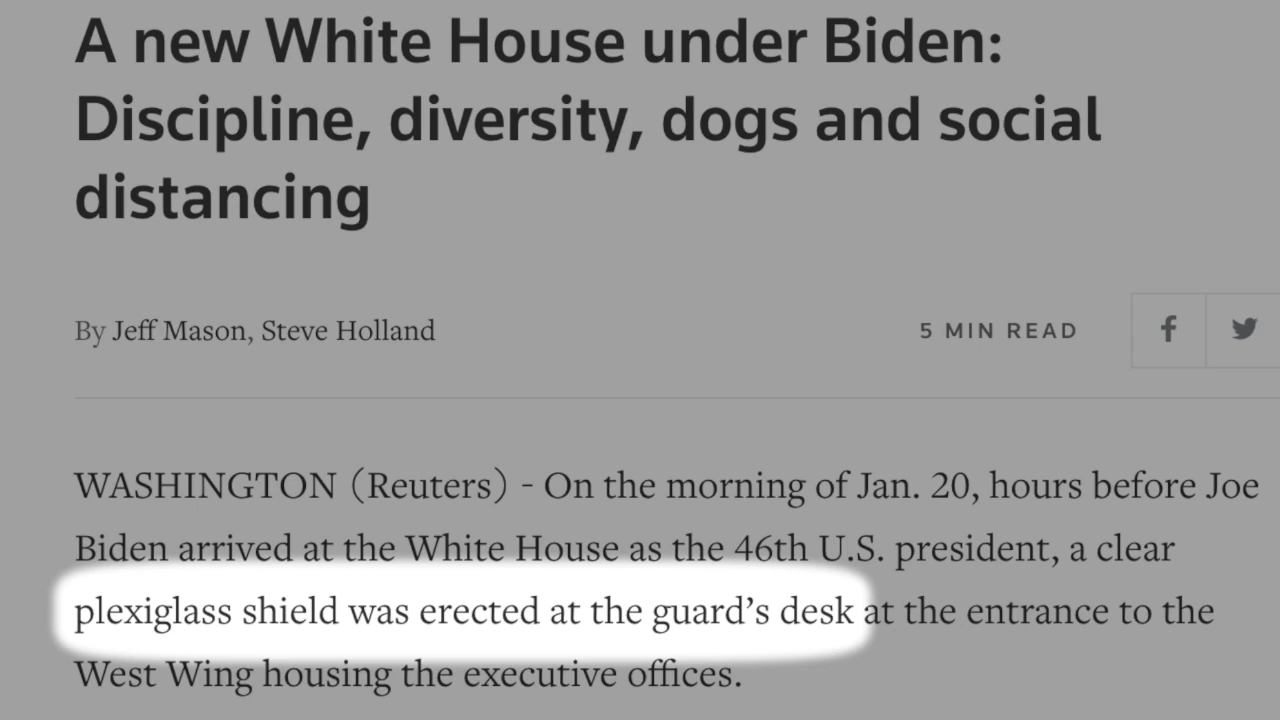 A new White House under Biden:
Discipline, diversity, dogs and social
distancing
By Jeff Mason, Steve Holland
5 MIN READ
WASHINGTON (Reuters) - On the morning of Jan. 20, hours before Joe
Biden arrived at the White House as the 46th U.S. president, a clear
plexiglass shield was erected at the guard’s desk at the entrance to the
West Wing housing the executive offices.